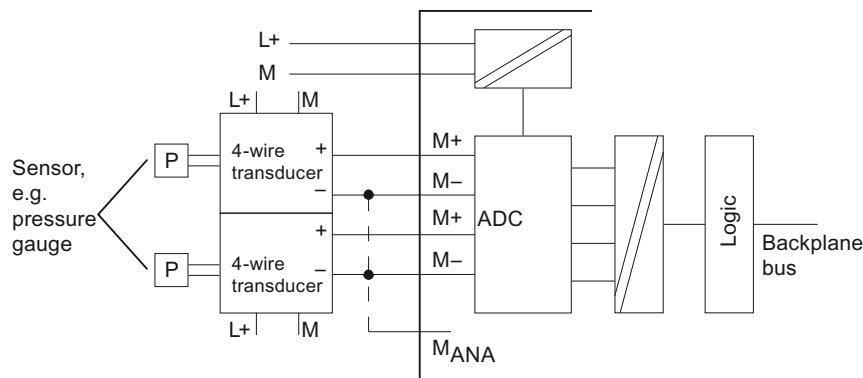 L+
M
L+ M
P
4-wire
transducer
+
−
M+
M−
Sensor,
e.g.
pressure
gauge
P
4-wire
transducer
+
−
M+
M−
L+ M
ADC
Logic
Backplane
bus
MANA